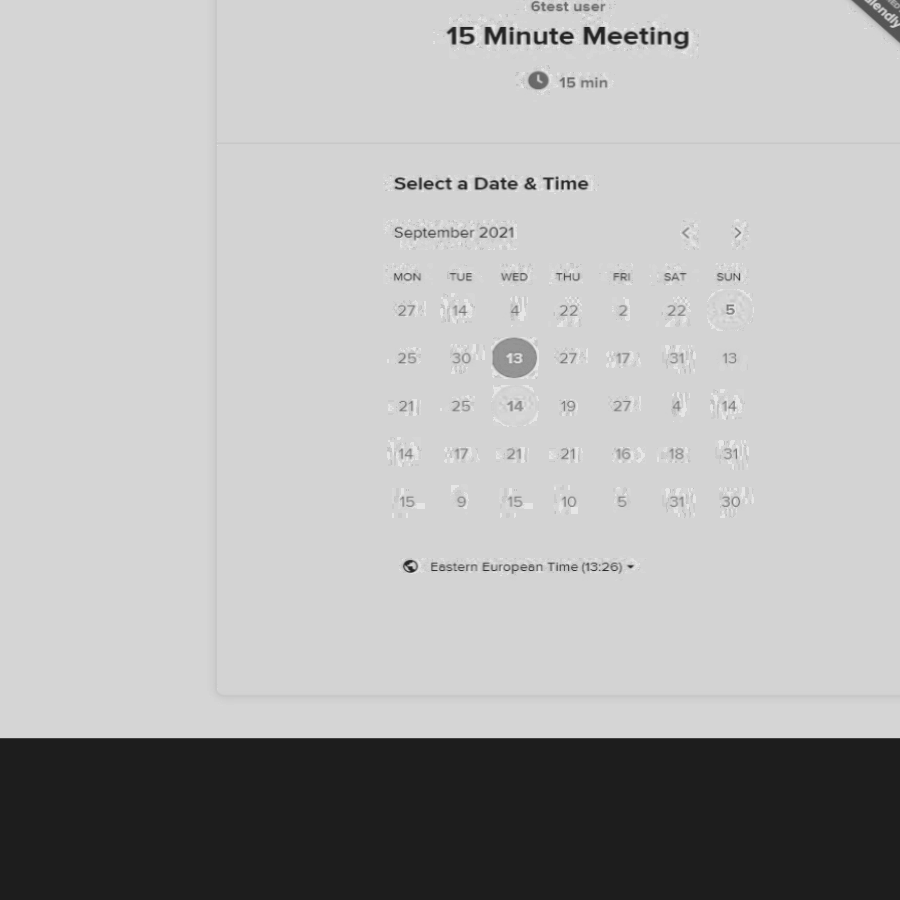 6test user
15 Minute Meeting
15 min
Select a Date & Time
September 2021
MON TUE WED THU FRI SAT SUN
27 14 4 22 2 22 5
25 30 13 27 17 31 13
21 25 14 19 27 4 14
14 17 21 21 16 18 31
15 9 15 10 5 31 30
Eastern European Time (13:26)